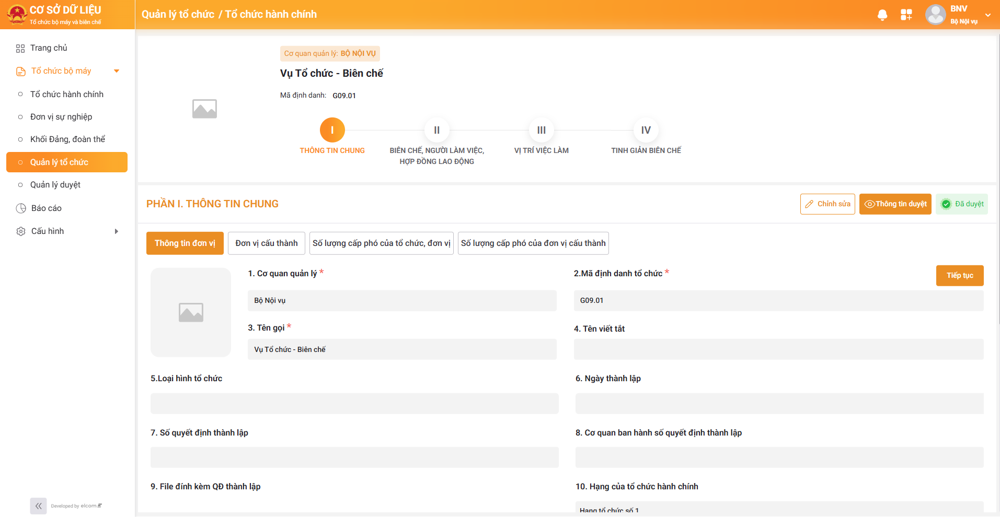 CƠ SỞ DỮ LIỆU
Tổ chức bộ máy và biên chế
Quản lý tổ chức / Tổ chức hành chính
BNV
Bộ Nội vụ
Trang chủ
Tổ chức bộ máy
Tổ chức hành chính
Đơn vị sự nghiệp
Khối Đảng, đoàn thể
Quản lý tổ chức
Quản lý duyệt
Báo cáo
Cấu hình
Developed by elcom
Cơ quan quản lý: BỘ NỘI VỤ
Vụ Tổ chức - Biên chế
Mã định danh: G09.01
I
II
III
IV
THÔNG TIN CHUNG
BIÊN CHẾ, NGƯỜI LÀM VIỆC,
HỢP ĐỒNG LAO ĐỘNG
VỊ TRÍ VIỆC LÀM
TINH GIẢN BIÊN CHẾ
PHẦN I. THÔNG TIN CHUNG
Chỉnh sửa
Thông tin duyệt
Đã duyệt
Thông tin đơn vị
Đơn vị cấu thành
Số lượng cấp phó của tổ chức, đơn vị
Số lượng cấp phó của đơn vị cấu thành
1. Cơ quan quản lý *
2.Mã định danh tổ chức *
Tiếp tục
Bộ Nội vụ
G09.01
3. Tên gọi *
4. Tên viết tắt
Vụ Tổ chức - Biên chế
5.Loại hình tổ chức
6. Ngày thành lập
7. Số quyết định thành lập
8. Cơ quan ban hành số quyết định thành lập
9. File đính kèm QĐ thành lập
10. Hạng của tổ chức hành chính
Hạng tổ chức số 1